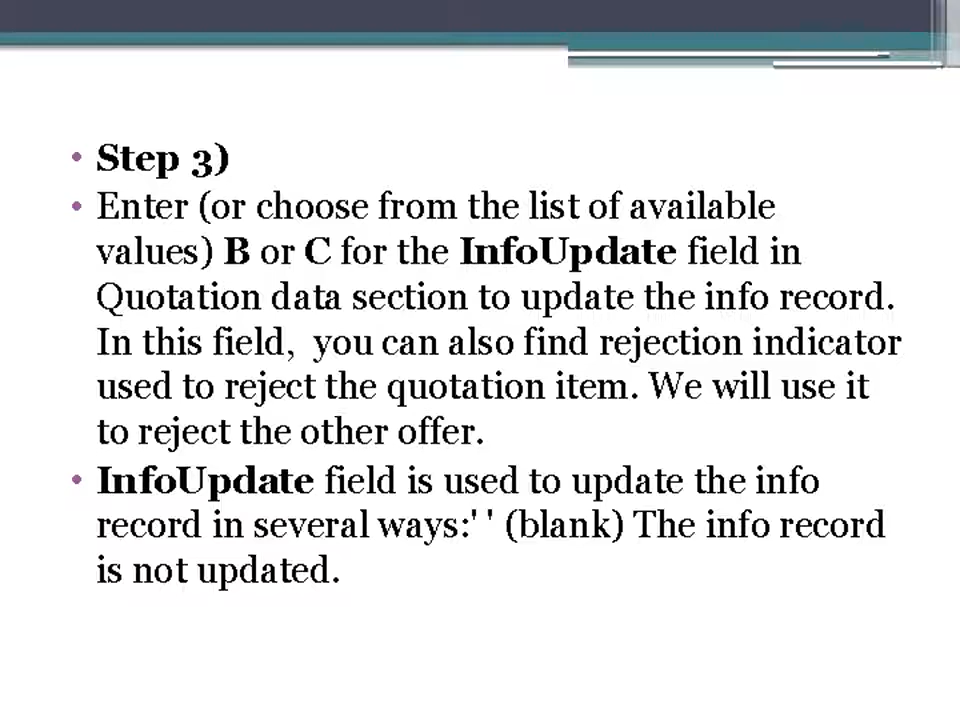 • Step 3)
• Enter (or choose from the list of available
values) B or C for the InfoUpdate field in
Quotation data section to update the info record.
In this field,  you can also find rejection indicator
used to reject the quotation item. We will use it
to reject the other offer.
• InfoUpdate field is used to update the info
record in several ways:' ' (blank) The info record
is not updated.